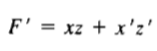 F' = xz + x'z'